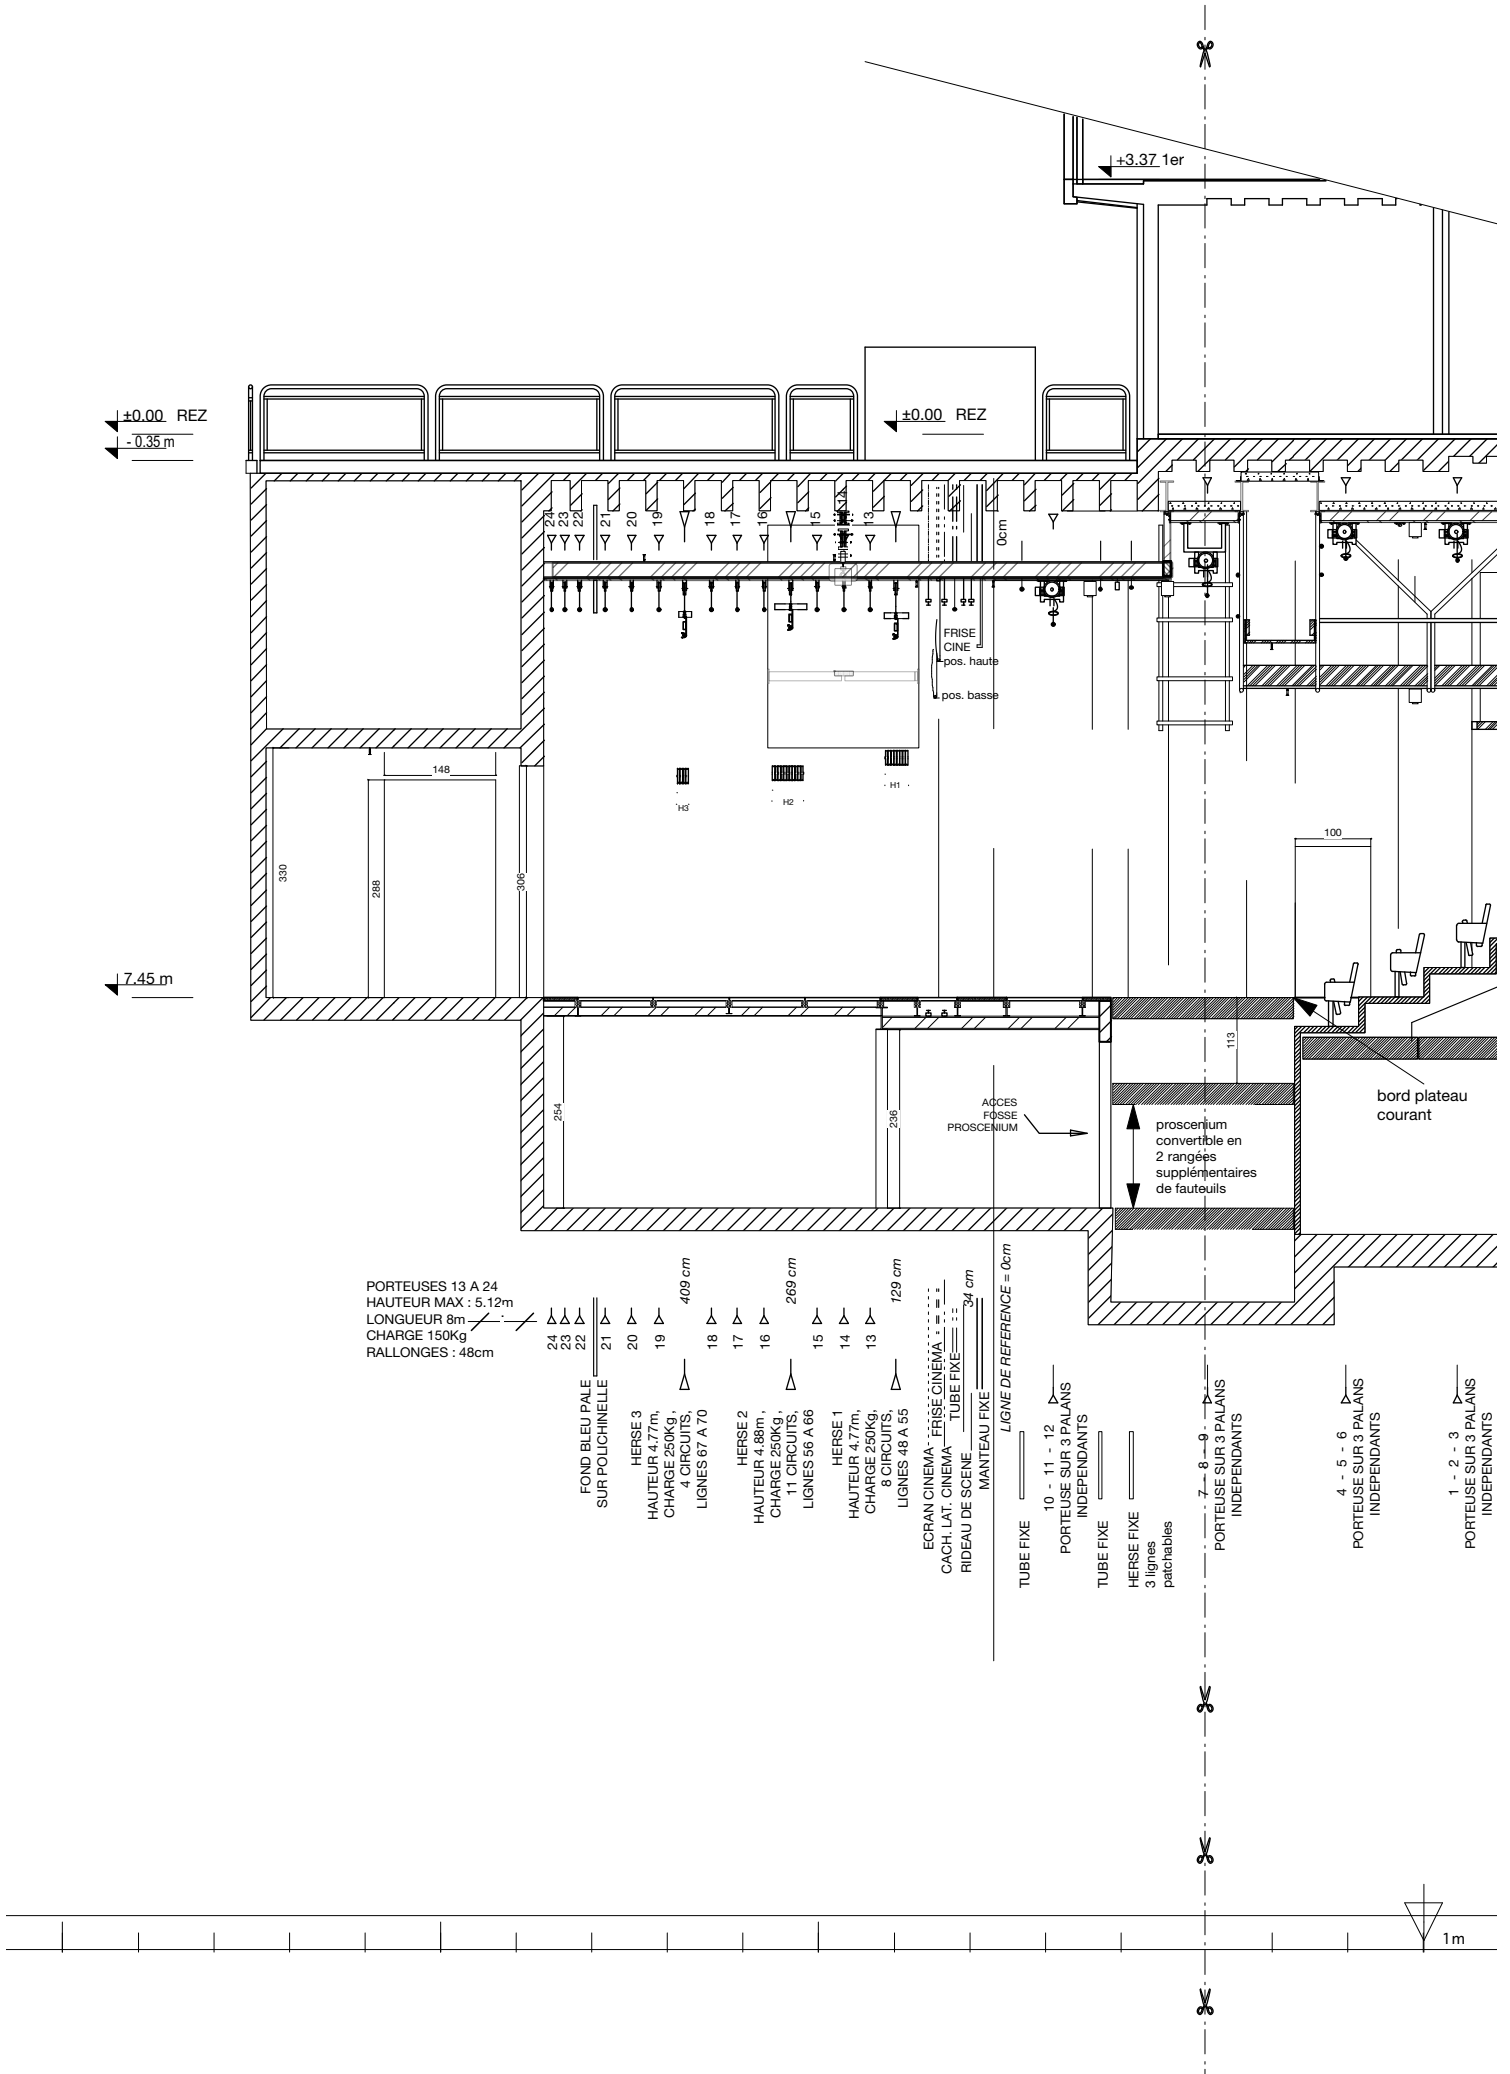 +3.37 1er
±0.00 REZ
- 0.35 m
±0.00 REZ
24
23
22
21
20
19
18
17
16
15
14
13
0cm
FRISE
CINE
pos. haute
pos. basse
148
H3
H2
H1
330
288
306
100
7.45 m
113
bord plateau
courant
254
236
ACCES
FOSSE
PROSCENIUM
proscenium
convertible en
2 rangées
supplémentaires
de fauteuils
PORTEUSES 13 A 24
HAUTEUR MAX : 5.12m
LONGUEUR 8m
CHARGE 150Kg
RALLONGES : 48cm
24
23
22
21
20
19
409 cm
18
17
16
269 cm
15
14
13
129 cm
34 cm
LIGNE DE REFERENCE = 0cm
FOND BLEU PALE
SUR POLICHINELLE
HERSE 3
HAUTEUR 4.77m,
CHARGE 250Kg,
4 CIRCUITS,
LIGNES 67 A 70
HERSE 2
HAUTEUR 4.88m,
CHARGE 250Kg,
11 CIRCUITS,
LIGNES 56 A 66
HERSE 1
HAUTEUR 4.77m,
CHARGE 250Kg,
8 CIRCUITS,
LIGNES 48 A 55
ECRAN CINEMA
FRISE CINEMA
CACH. LAT. CINEMA
TUBE FIXE
RIDEAU DE SCENE
MANTEAU FIXE
TUBE FIXE
10 - 11 - 12
PORTEUSE SUR 3 PALANS
INDEPENDANTS
TUBE FIXE
HERSE FIXE
3 lignes
patchables
7 - 8 - 9
PORTEUSE SUR 3 PALANS
INDEPENDANTS
4 - 5 - 6
PORTEUSE SUR 3 PALANS
INDEPENDANTS
1 - 2 - 3
PORTEUSE SUR 3 PALANS
INDEPENDANTS
1m